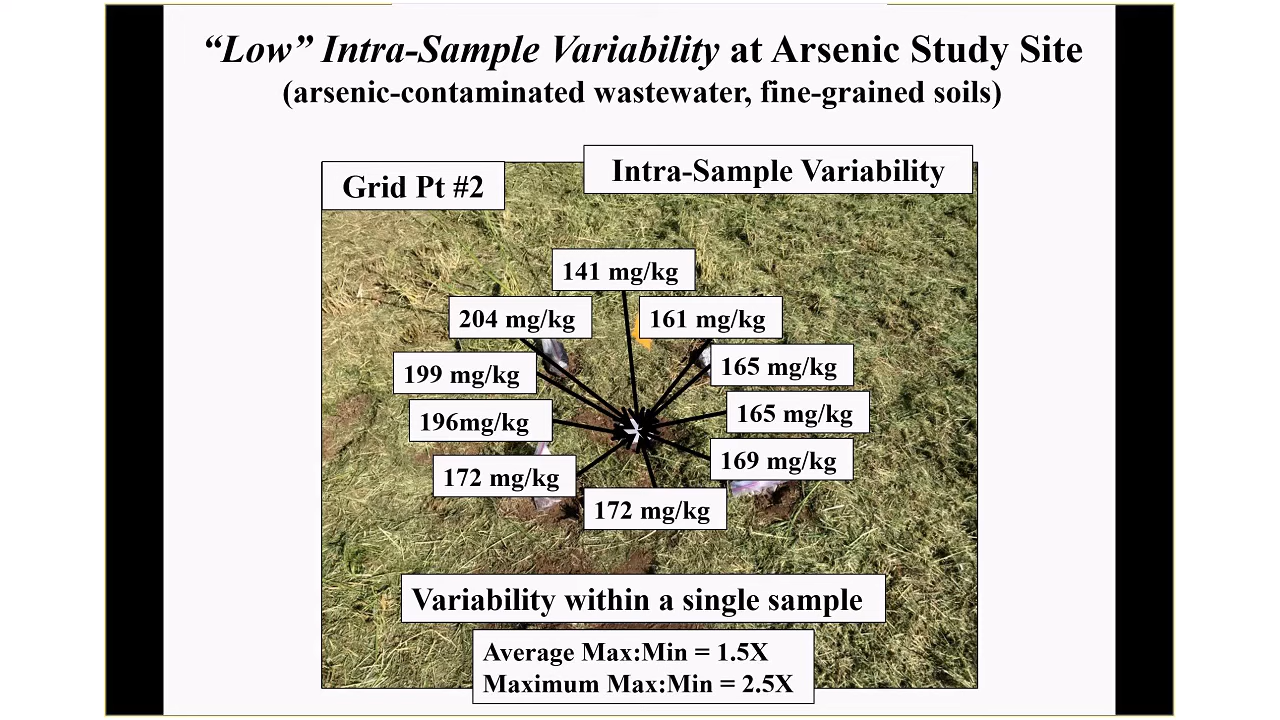 “Low” Intra-Sample Variability at Arsenic Study Site
(arsenic-contaminated wastewater, fine-grained soils)
Intra-Sample Variability
Grid Pt #2
141 mg/kg
204 mg/kg
161 mg/kg
165 mg/kg
199 mg/kg
165 mg/kg
196mg/kg
169 mg/kg
172 mg/kg
172 mg/kg
Variability within a single sample
Average Max:Min = 1.5X
Maximum Max:Min = 2.5X